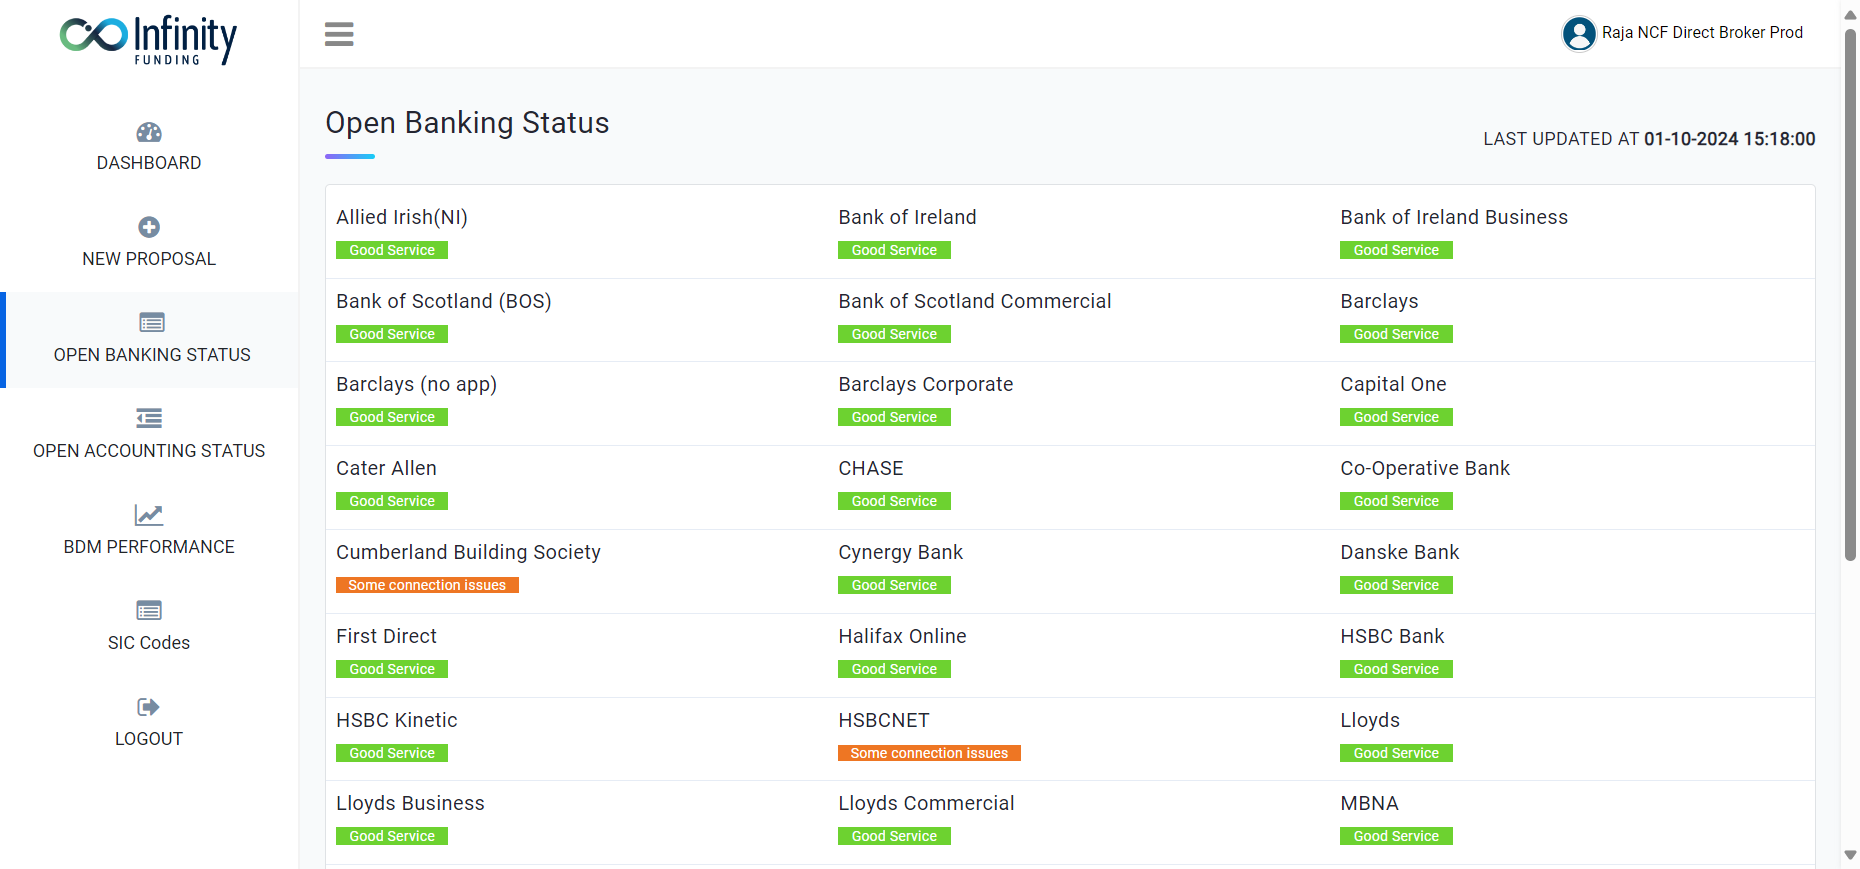 Infinity
FUNDING
Raja NCF Direct Broker Prod
DASHBOARD
NEW PROPOSAL
OPEN BANKING STATUS
OPEN ACCOUNTING STATUS
BDM PERFORMANCE
SIC Codes
LOGOUT
Open Banking Status
LAST UPDATED AT 01-10-2024 15:18:00
Allied Irish(NI)
Good Service
Bank of Ireland
Good Service
Bank of Ireland Business
Good Service
Bank of Scotland (BOS)
Good Service
Bank of Scotland Commercial
Good Service
Barclays
Good Service
Barclays (no app)
Good Service
Barclays Corporate
Good Service
Capital One
Good Service
Cater Allen
Good Service
CHASE
Good Service
Co-Operative Bank
Good Service
Cumberland Building Society
Some connection issues
Cynergy Bank
Good Service
Danske Bank
Good Service
First Direct
Good Service
Halifax Online
Good Service
HSBC Bank
Good Service
HSBC Kinetic
Good Service
HSBCNET
Some connection issues
Lloyds
Good Service
Lloyds Business
Good Service
Lloyds Commercial
Good Service
MBNA
Good Service